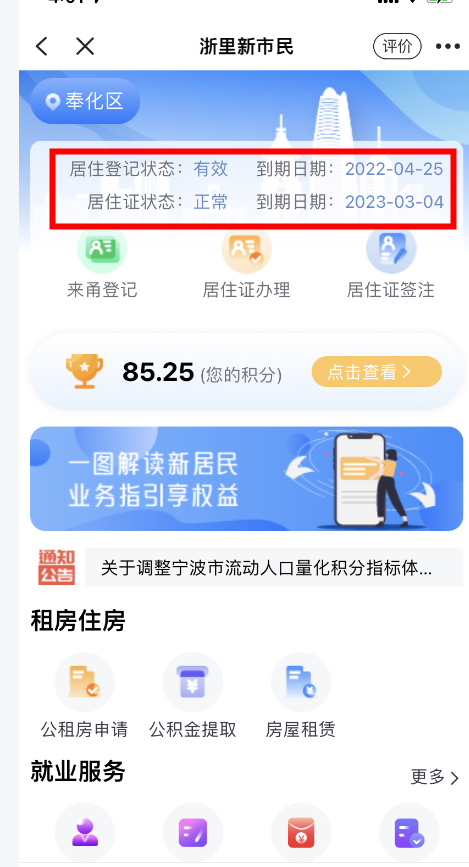 浙里新市民
评价
奉化区
居住登记状态：有效 到期日期：2022-04-25
居住证状态：正常 到期日期：2023-03-04
来甬登记 居住证办理 居住证签注
85.25 (您的积分) 点击查看
一图解读新居民
业务指引享权益
通知
公告
关于调整宁波市流动人口量化积分指标体...
租房住房
公租房申请 公积金提取 房屋租赁
就业服务 更多